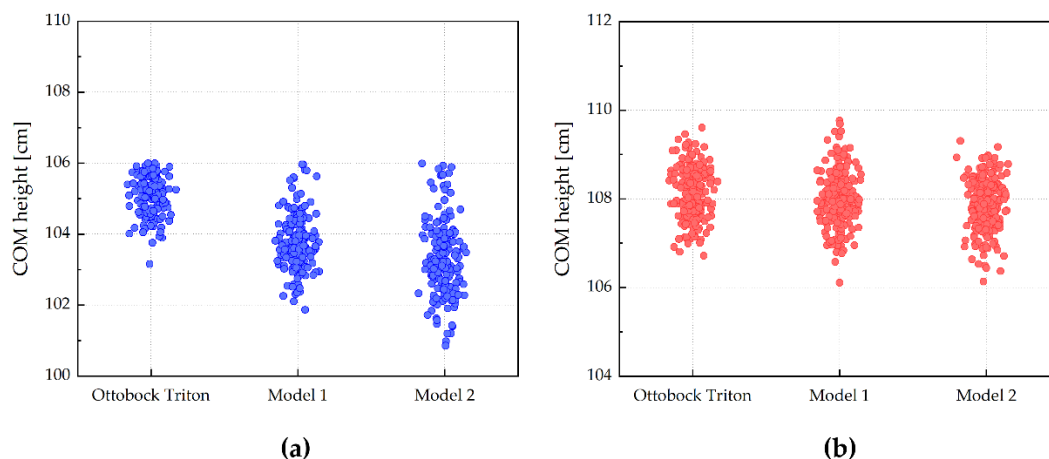 110
108
106
104
102
100
COM height [cm]
Ottobock Triton
Model 1
Model 2
(a)
112
110
108
106
104
COM height [cm]
Ottobock Triton
Model 1
Model 2
(b)